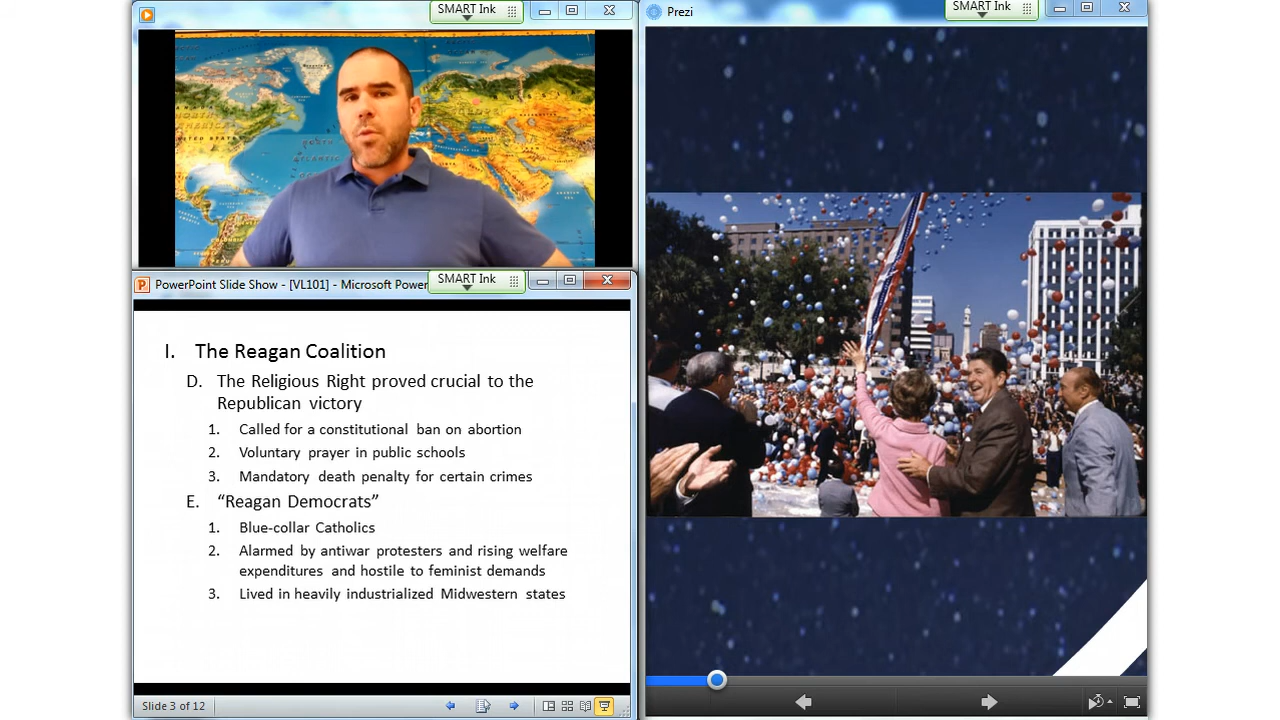 SMART Ink
SMART Ink
Prezi
PowerPoint Slide Show - [VL101] - Microsoft Power
SMART Ink
I. The Reagan Coalition
D. The Religious Right proved crucial to the
Republican victory
1. Called for a constitutional ban on abortion
2. Voluntary prayer in public schools
3. Mandatory death penalty for certain crimes
E. “Reagan Democrats”
1. Blue-collar Catholics
2. Alarmed by antiwar protesters and rising welfare
expenditures and hostile to feminist demands
3. Lived in heavily industrialized Midwestern states
Slide 3 of 12